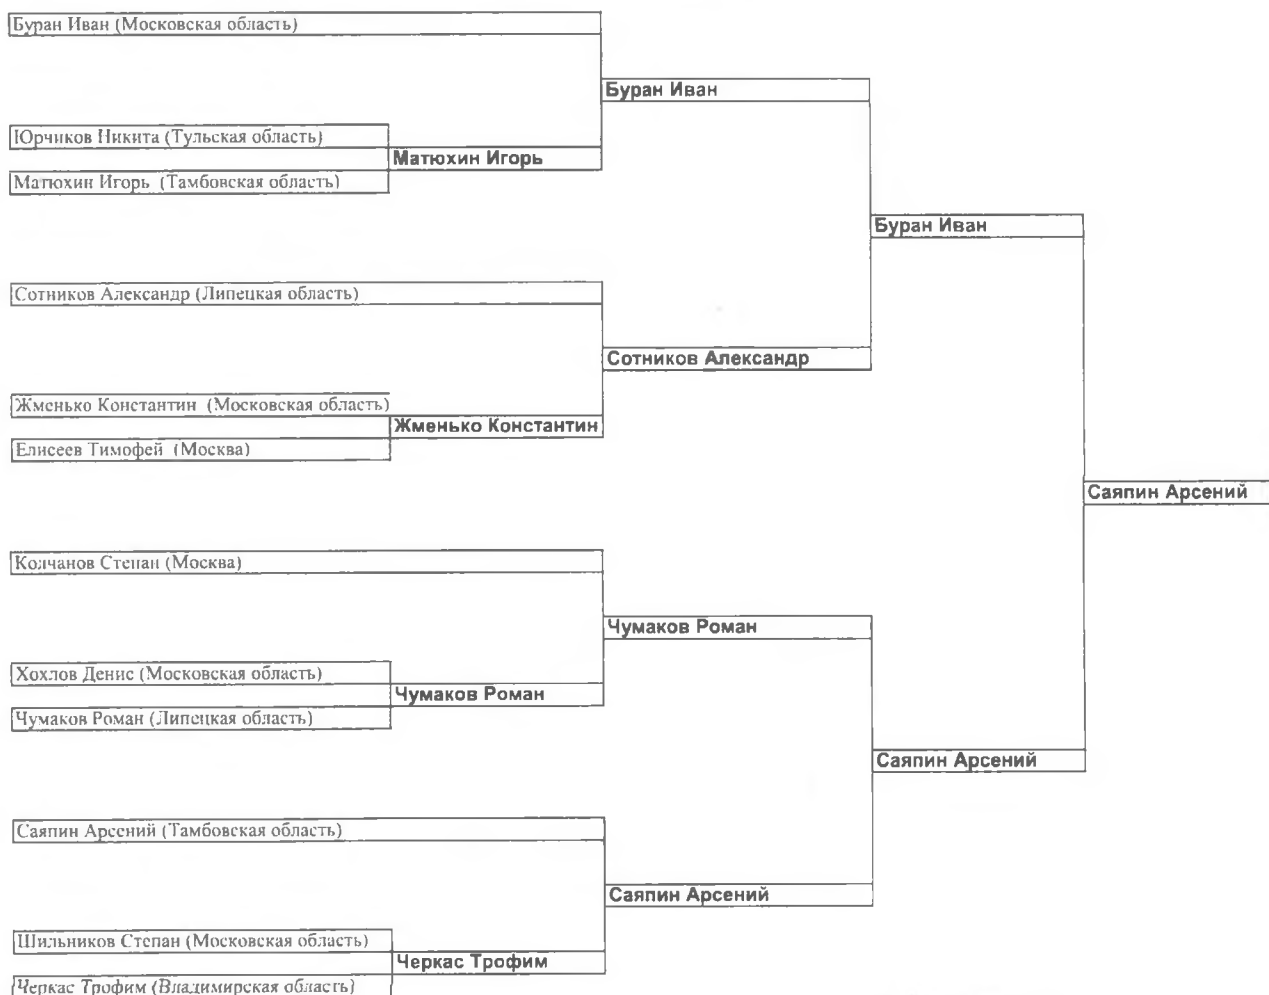 Буран Иван (Московская область)
Буран Иван
Юрчиков Никита (Тульская область)
Матюхин Игорь
Матюхин Игорь (Тамбовская область)
Буран Иван
Сотников Александр (Липецкая область)
Сотников Александр
Жменько Константин (Московская область)
Жменько Константин
Елисеев Тимофей (Москва)
Саяпин Арсений
Колчанов Степан (Москва)
Чумаков Роман
Хохлов Денис (Московская область)
Чумаков Роман
Чумаков Роман (Липецкая область)
Саяпин Арсений
Саяпин Арсений (Тамбовская область)
Саяпин Арсений
Шильников Степан (Московская область)
Черкас Трофим
Черкас Трофим (Владимирская область)